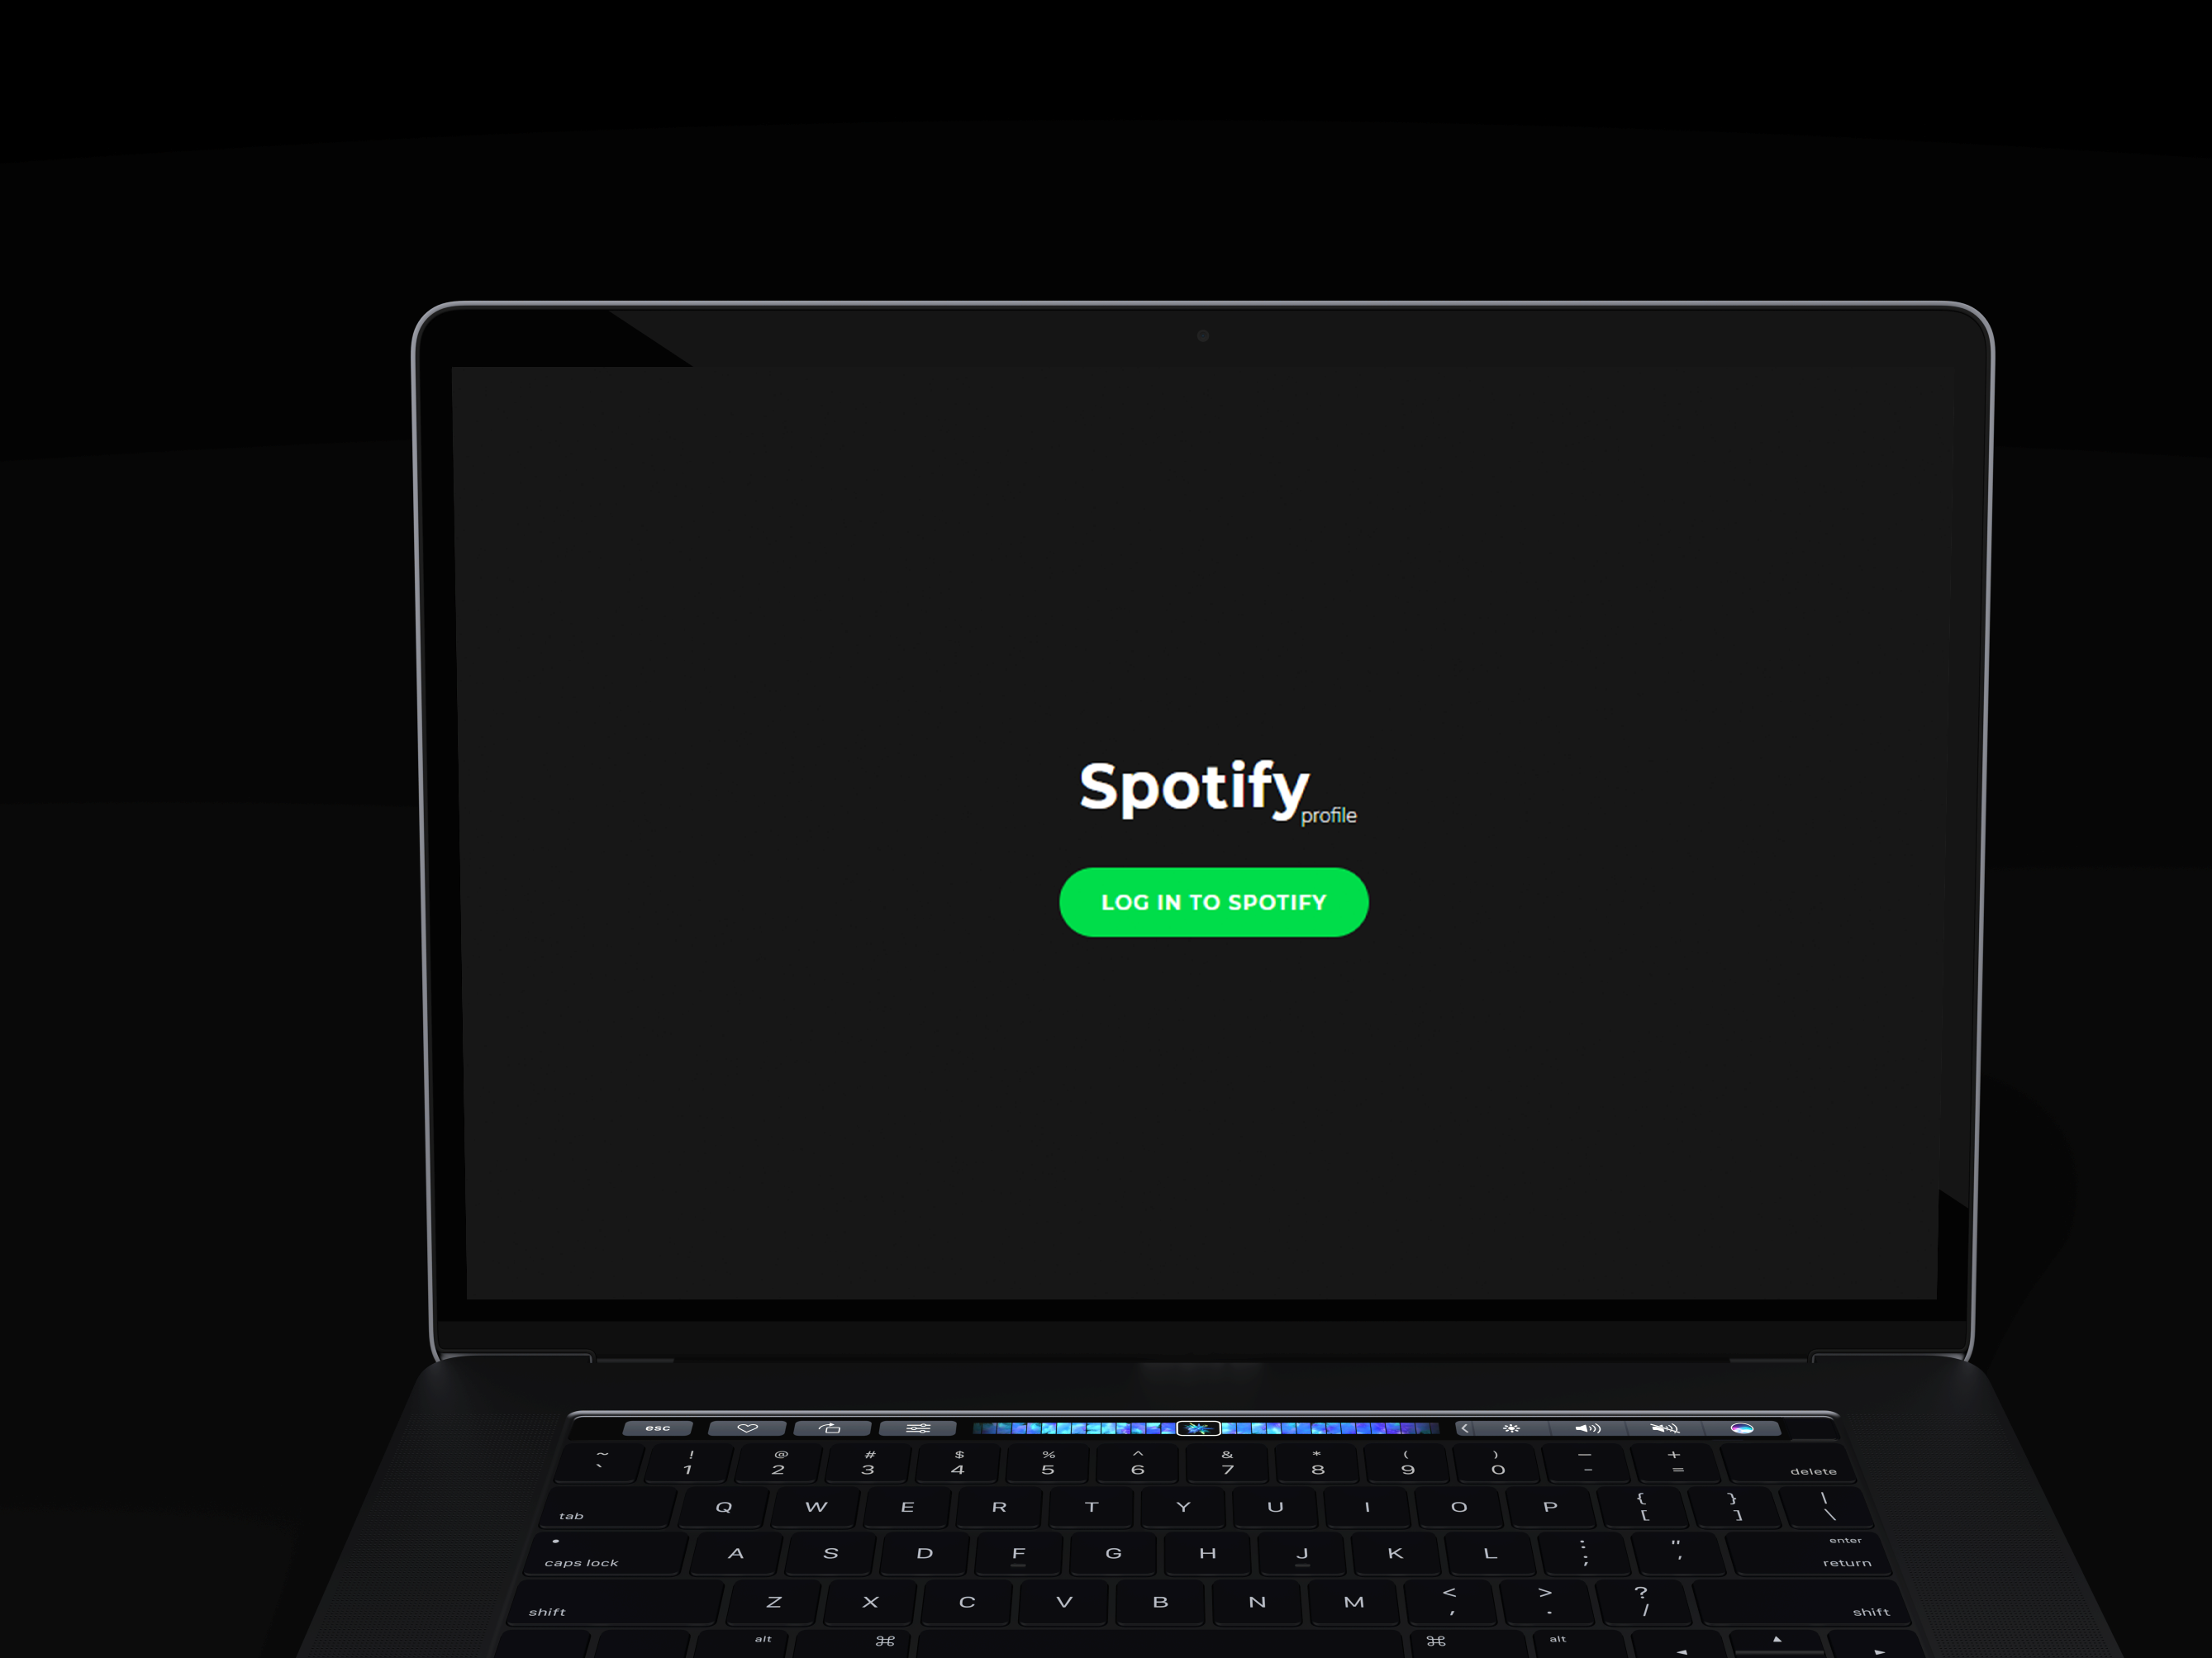 Spotify
profile
LOG IN TO SPOTIFY
esc
~ ! @ # $ % ^ & * ( ) — +
` 1 2 3 4 5 6 7 8 9 0 - = delete
tab Q W E R T Y U I O P { [ } ] | \
caps lock A S D F G H J K L : ; " ' enter return
shift Z X C V B N M < , > . ? / shift
alt ⌘ ⌘ alt